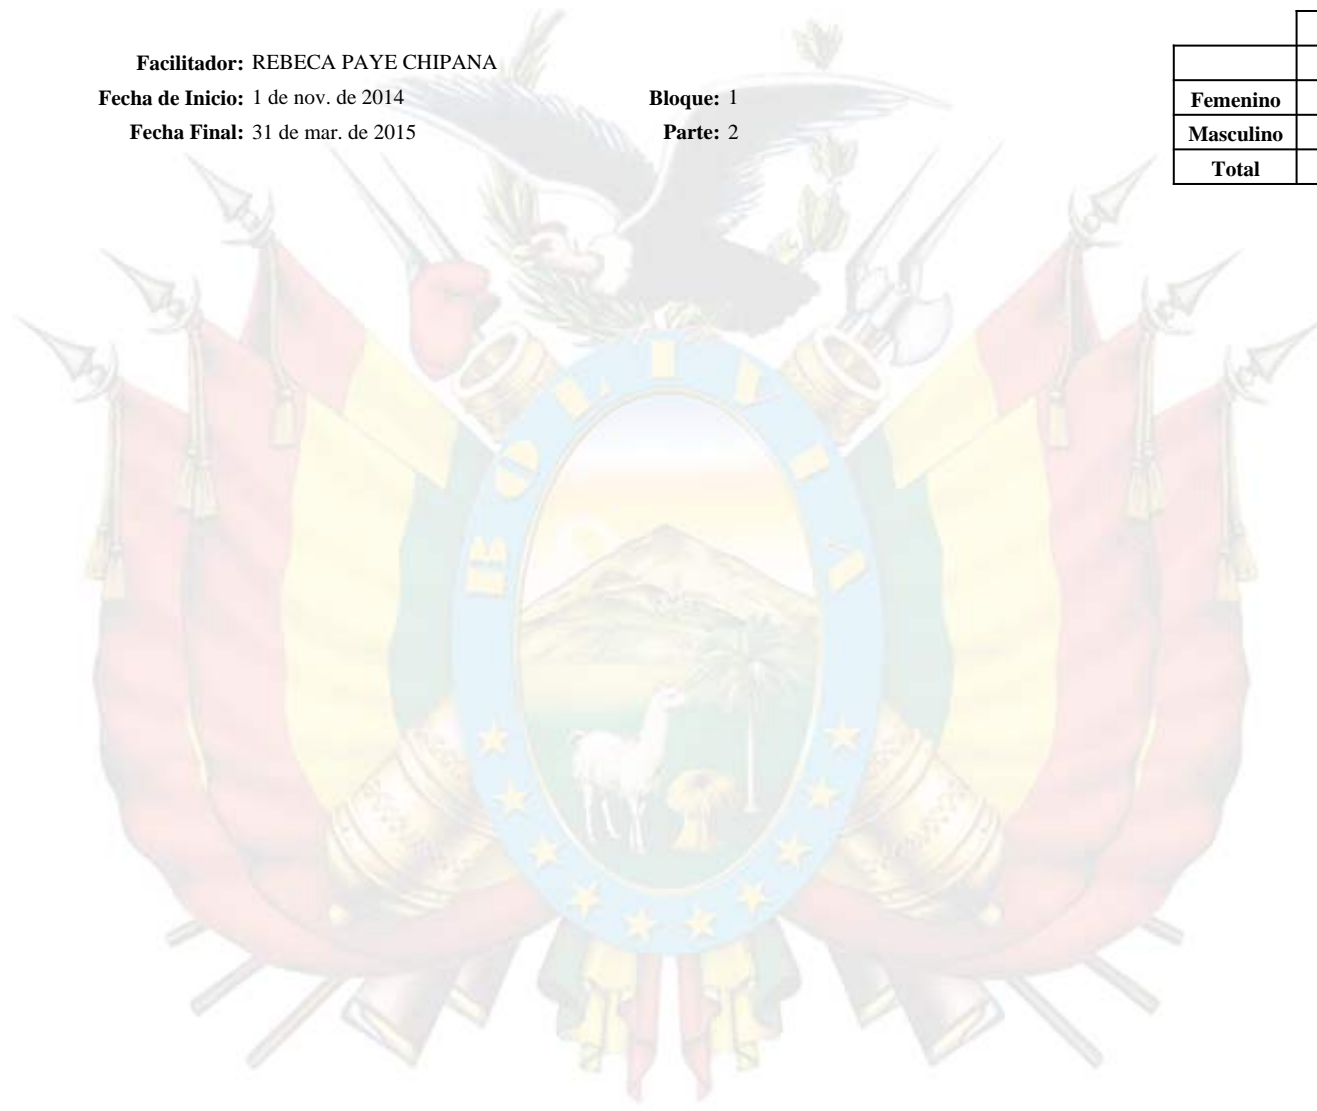 Facilitador: REBECA PAYE CHIPANA
Fecha de Inicio: 1 de nov. de 2014 Bloque: 1
Fecha Final: 31 de mar. de 2015 Parte: 2
Femenino
Masculino
Total
BOLIVIA